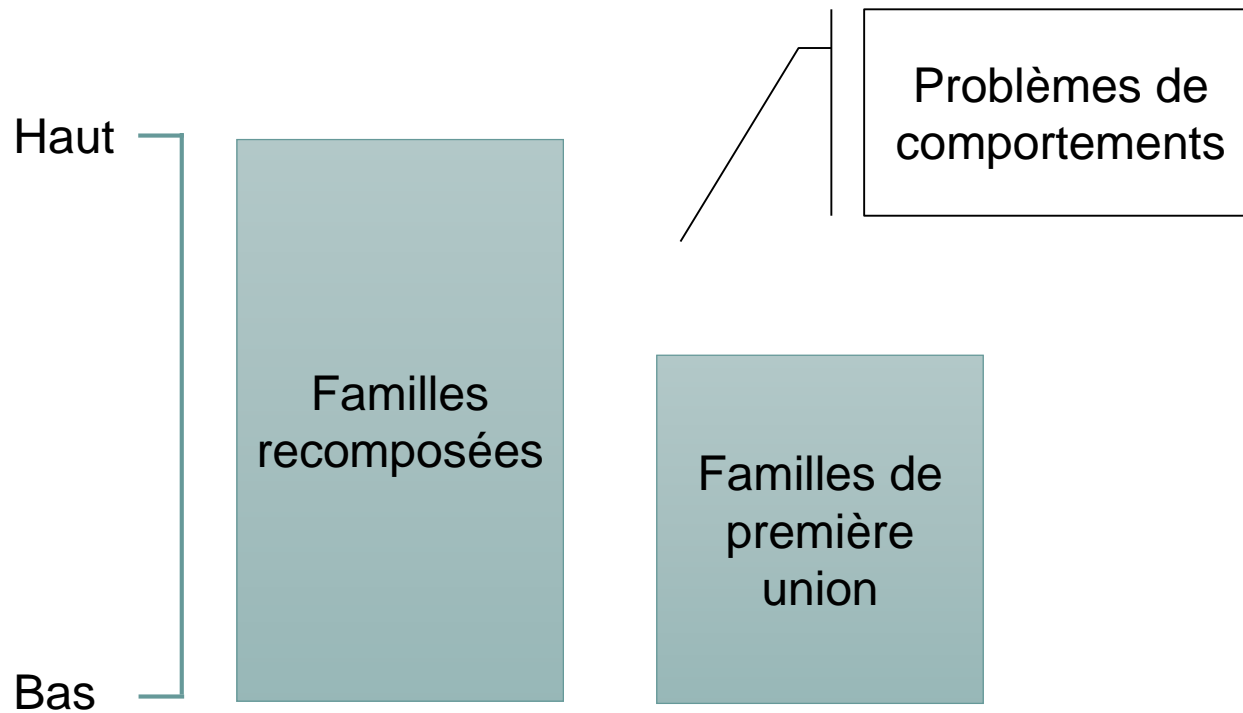 Problèmes de
comportements
Haut
Familles
recomposées
Familles de
première
union
Bas